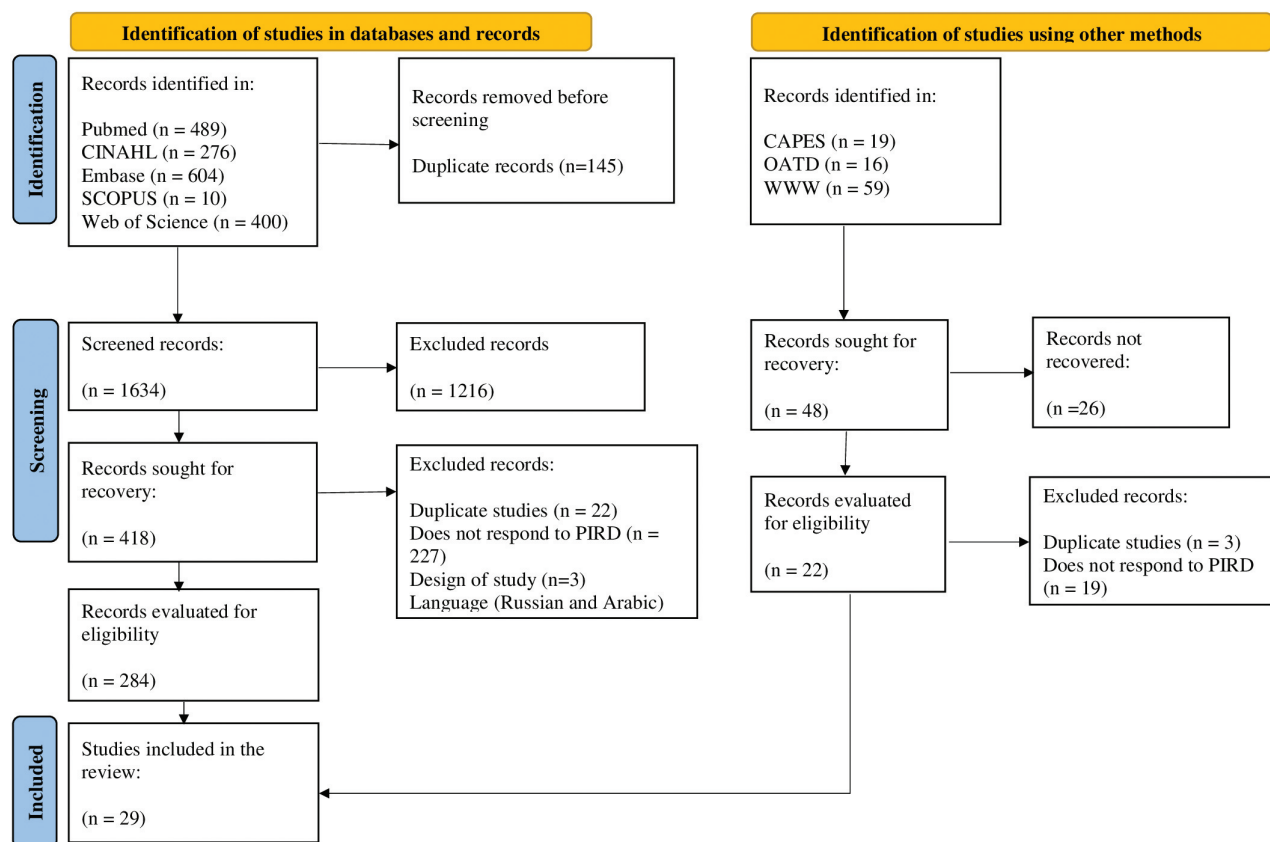 Identification of studies in databases and records
Identification of studies using other methods
Identification
Records identified in:
Pubmed (n = 489)
CINAHL (n = 276)
Embase (n = 604)
SCOPUS (n = 10)
Web of Science (n = 400)
Records removed before
screening
Duplicate records (n=145)
Records identified in:
CAPES (n = 19)
OATD (n = 16)
WWW (n = 59)
Screening
Screened records:
(n = 1634)
Excluded records
(n = 1216)
Records sought for
recovery:
(n = 48)
Records not
recovered:
(n =26)
Records sought for
recovery:
(n = 418)
Excluded records:
Duplicate studies (n = 22)
Does not respond to PIRD (n =
227)
Design of study (n=3)
Language (Russian and Arabic)
Records evaluated
for eligibility
(n = 22)
Excluded records:
Duplicate studies (n = 3)
Does not respond to PIRD
(n = 19)
Records evaluated for
eligibility
(n = 284)
Included
Studies included in the
review:
(n = 29)